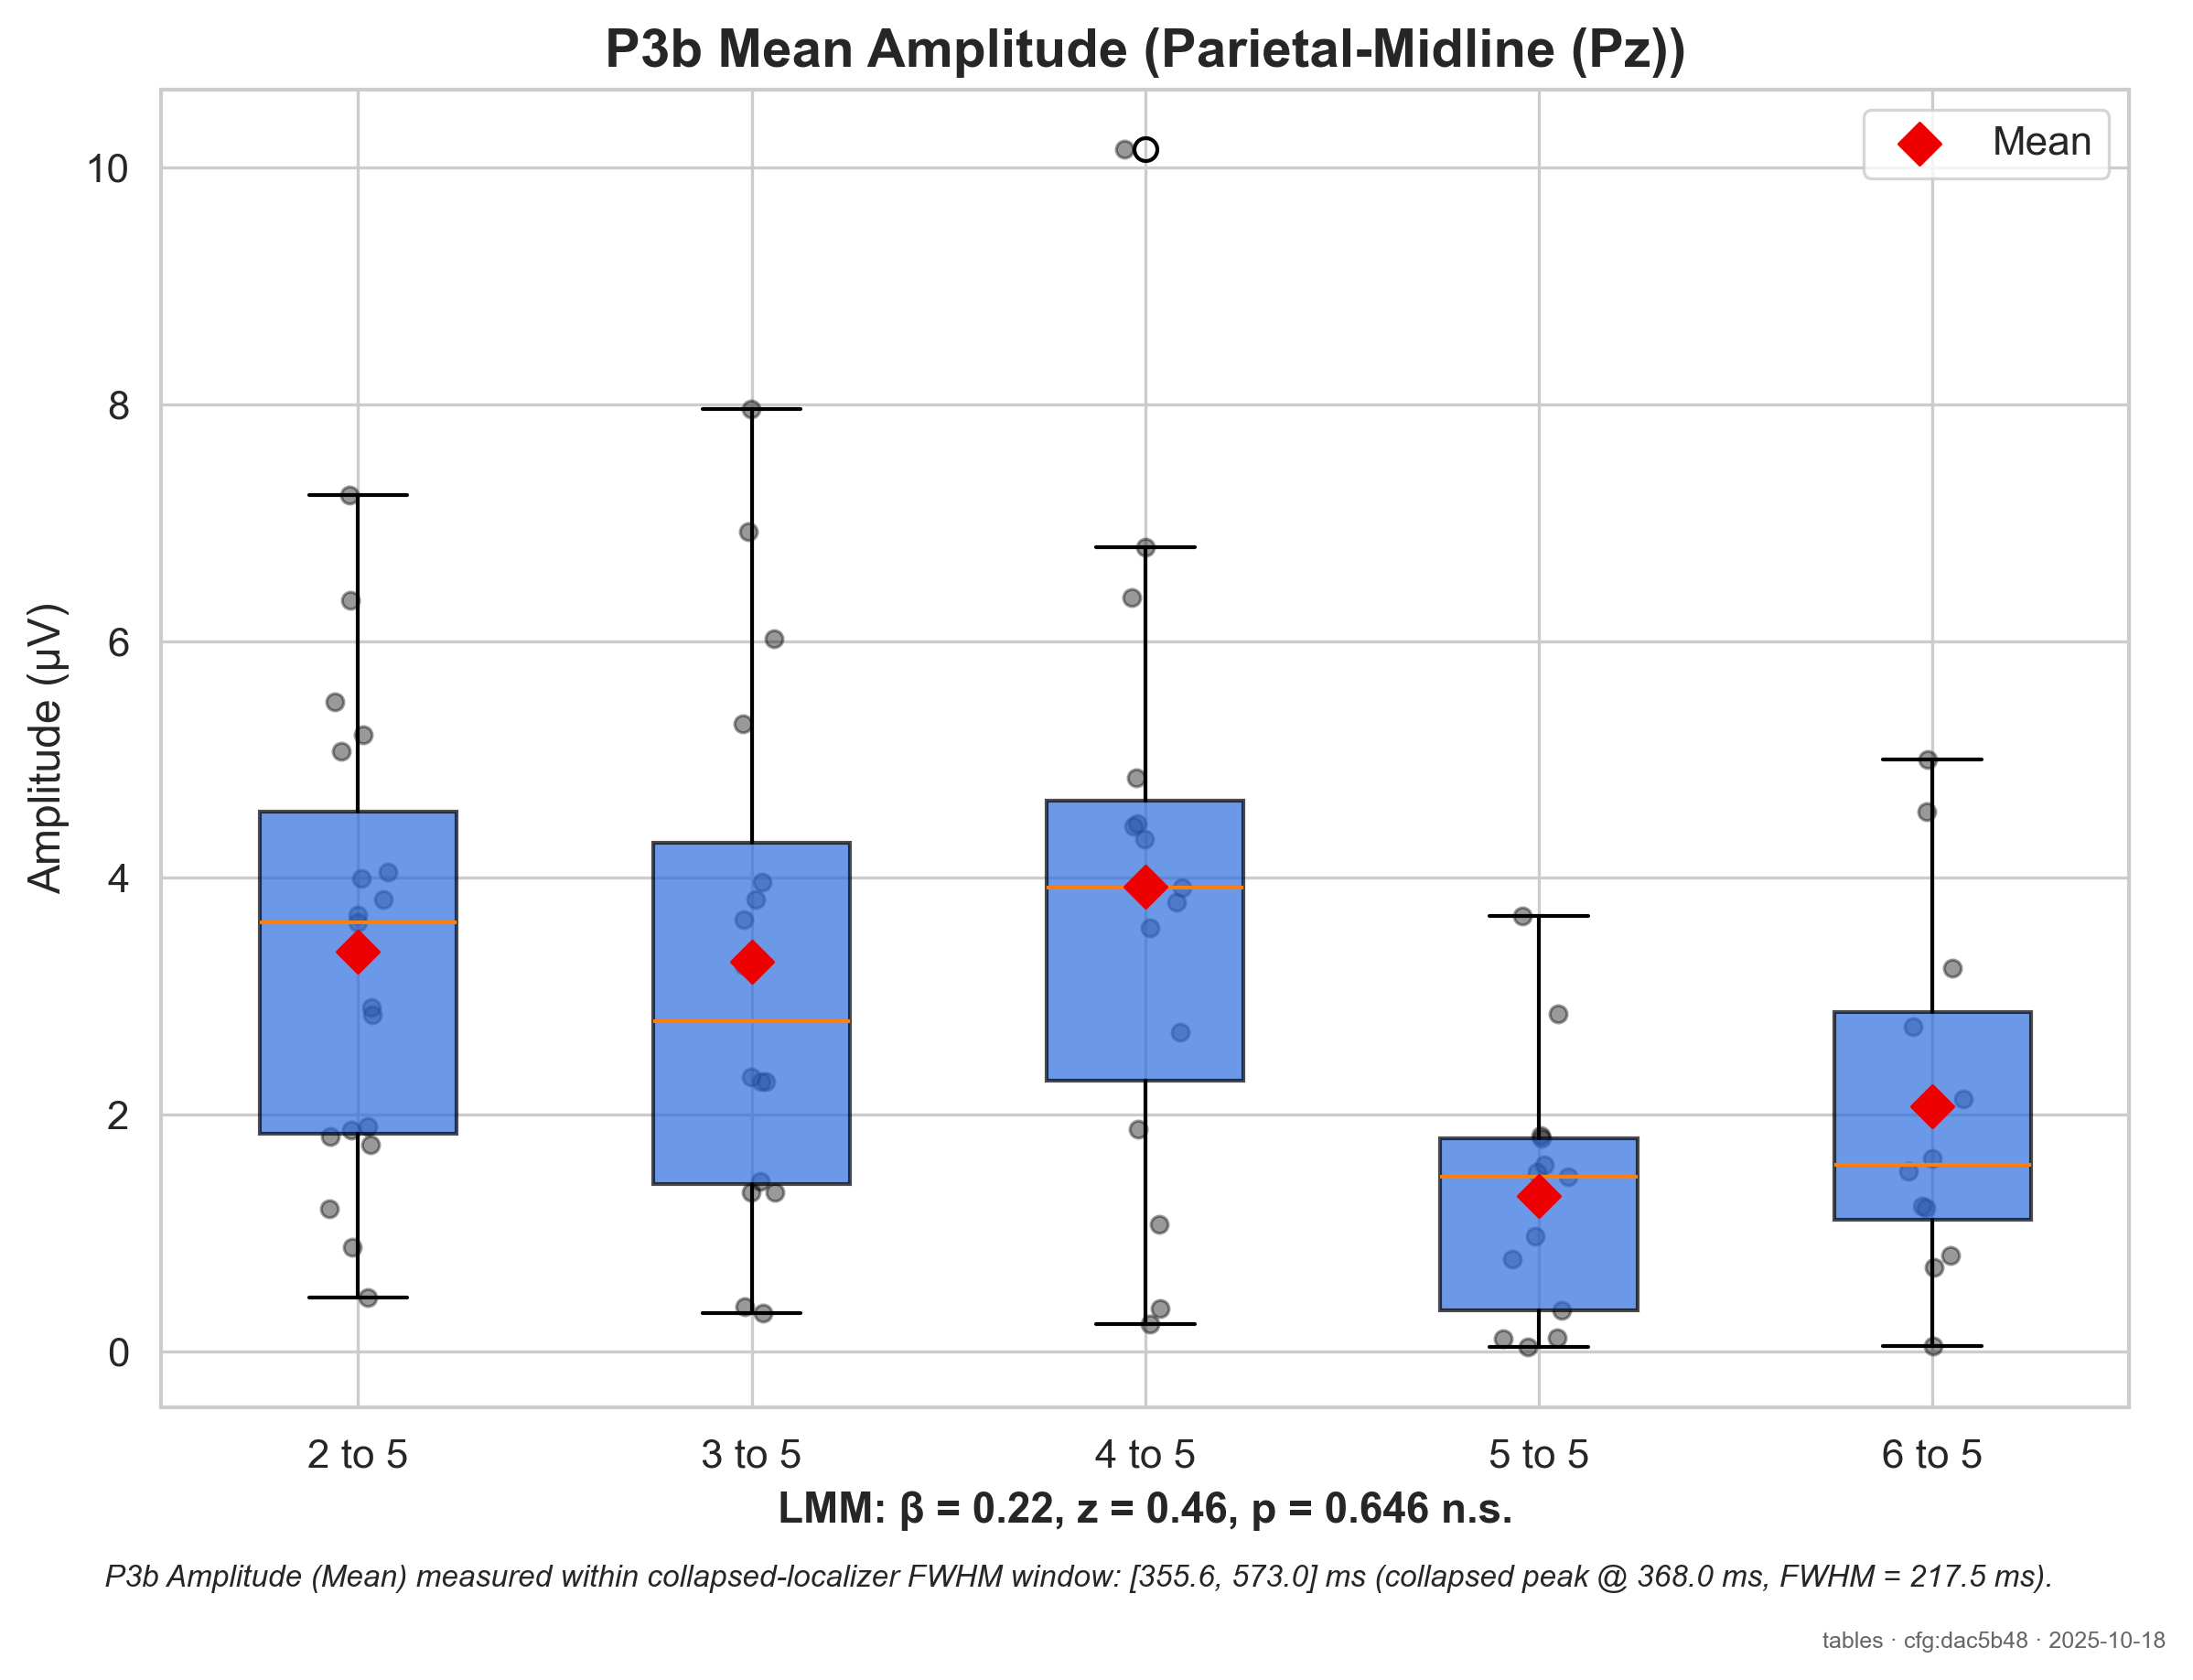 P3b Mean Amplitude (Parietal-Midline (Pz))
Mean
Amplitude (µV)
10
8
6
4
2
0
2 to 5
3 to 5
4 to 5
5 to 5
6 to 5
LMM: β = 0.22, z = 0.46, p = 0.646 n.s.
P3b Amplitude (Mean) measured within collapsed-localizer FWHM window: [355.6, 573.0] ms (collapsed peak @ 368.0 ms, FWHM = 217.5 ms).
tables · cfg:dac5b48 · 2025-10-18